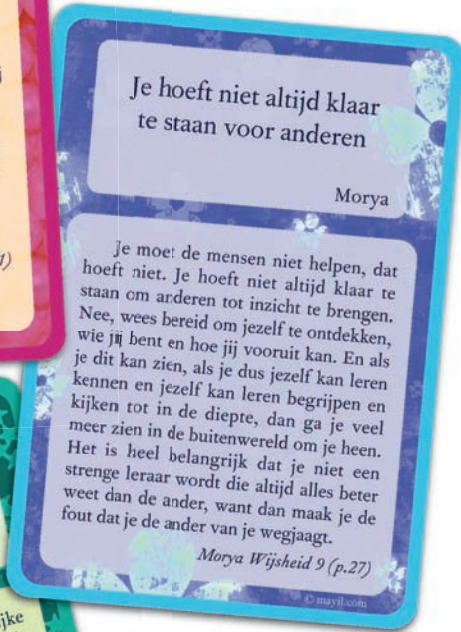 Je hoeft niet altijd klaar
te staan voor anderen
Morya
Je moet de mensen niet helpen, dat
hoeft niet. Je hoeft niet altijd klaar te
staan om anderen tot inzicht te brengen.
Nee, wees bereid om jezelf te ontdekken,
wie jij bent en hoe jij vooruit kan. En als
je dit kan zien, als je dus jezelf kan leren
kennen en jezelf kan leren begrijpen en
kijken tot in de diepte, dan ga je veel
meer zien in de buitenwereld om je heen.
Het is heel belangrijk dat je niet een
strenge leraar wordt die altijd alles beter
weet dan de ander, want dan maak je de
fout dat je de ander van je wegjaagt.
Morya Wijsheid 9 (p.27)
© mayil.com